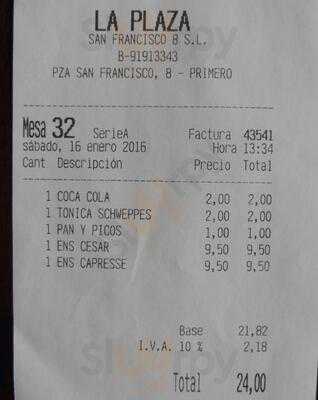 LA PLAZA
SAN FRANCISCO 8 S.L.
B-91913343
PZA SAN FRANCISCO, 8 - PRIMERO
Mesa 32 SerieA Factura 43541
sábado, 16 enero 2016 Hora 13:34
Cant Descripción Precio Total
1 COCA COLA 2,00 2,00
1 TONICA SCHWEPPES 2,00 2,00
1 PAN Y PICOS 1,00 1,00
1 ENS CESAR 9,50 9,50
1 ENS CAPRESSE 9,50 9,50
Base 21,82
I.V.A. 10 % 2,18
Total 24,00